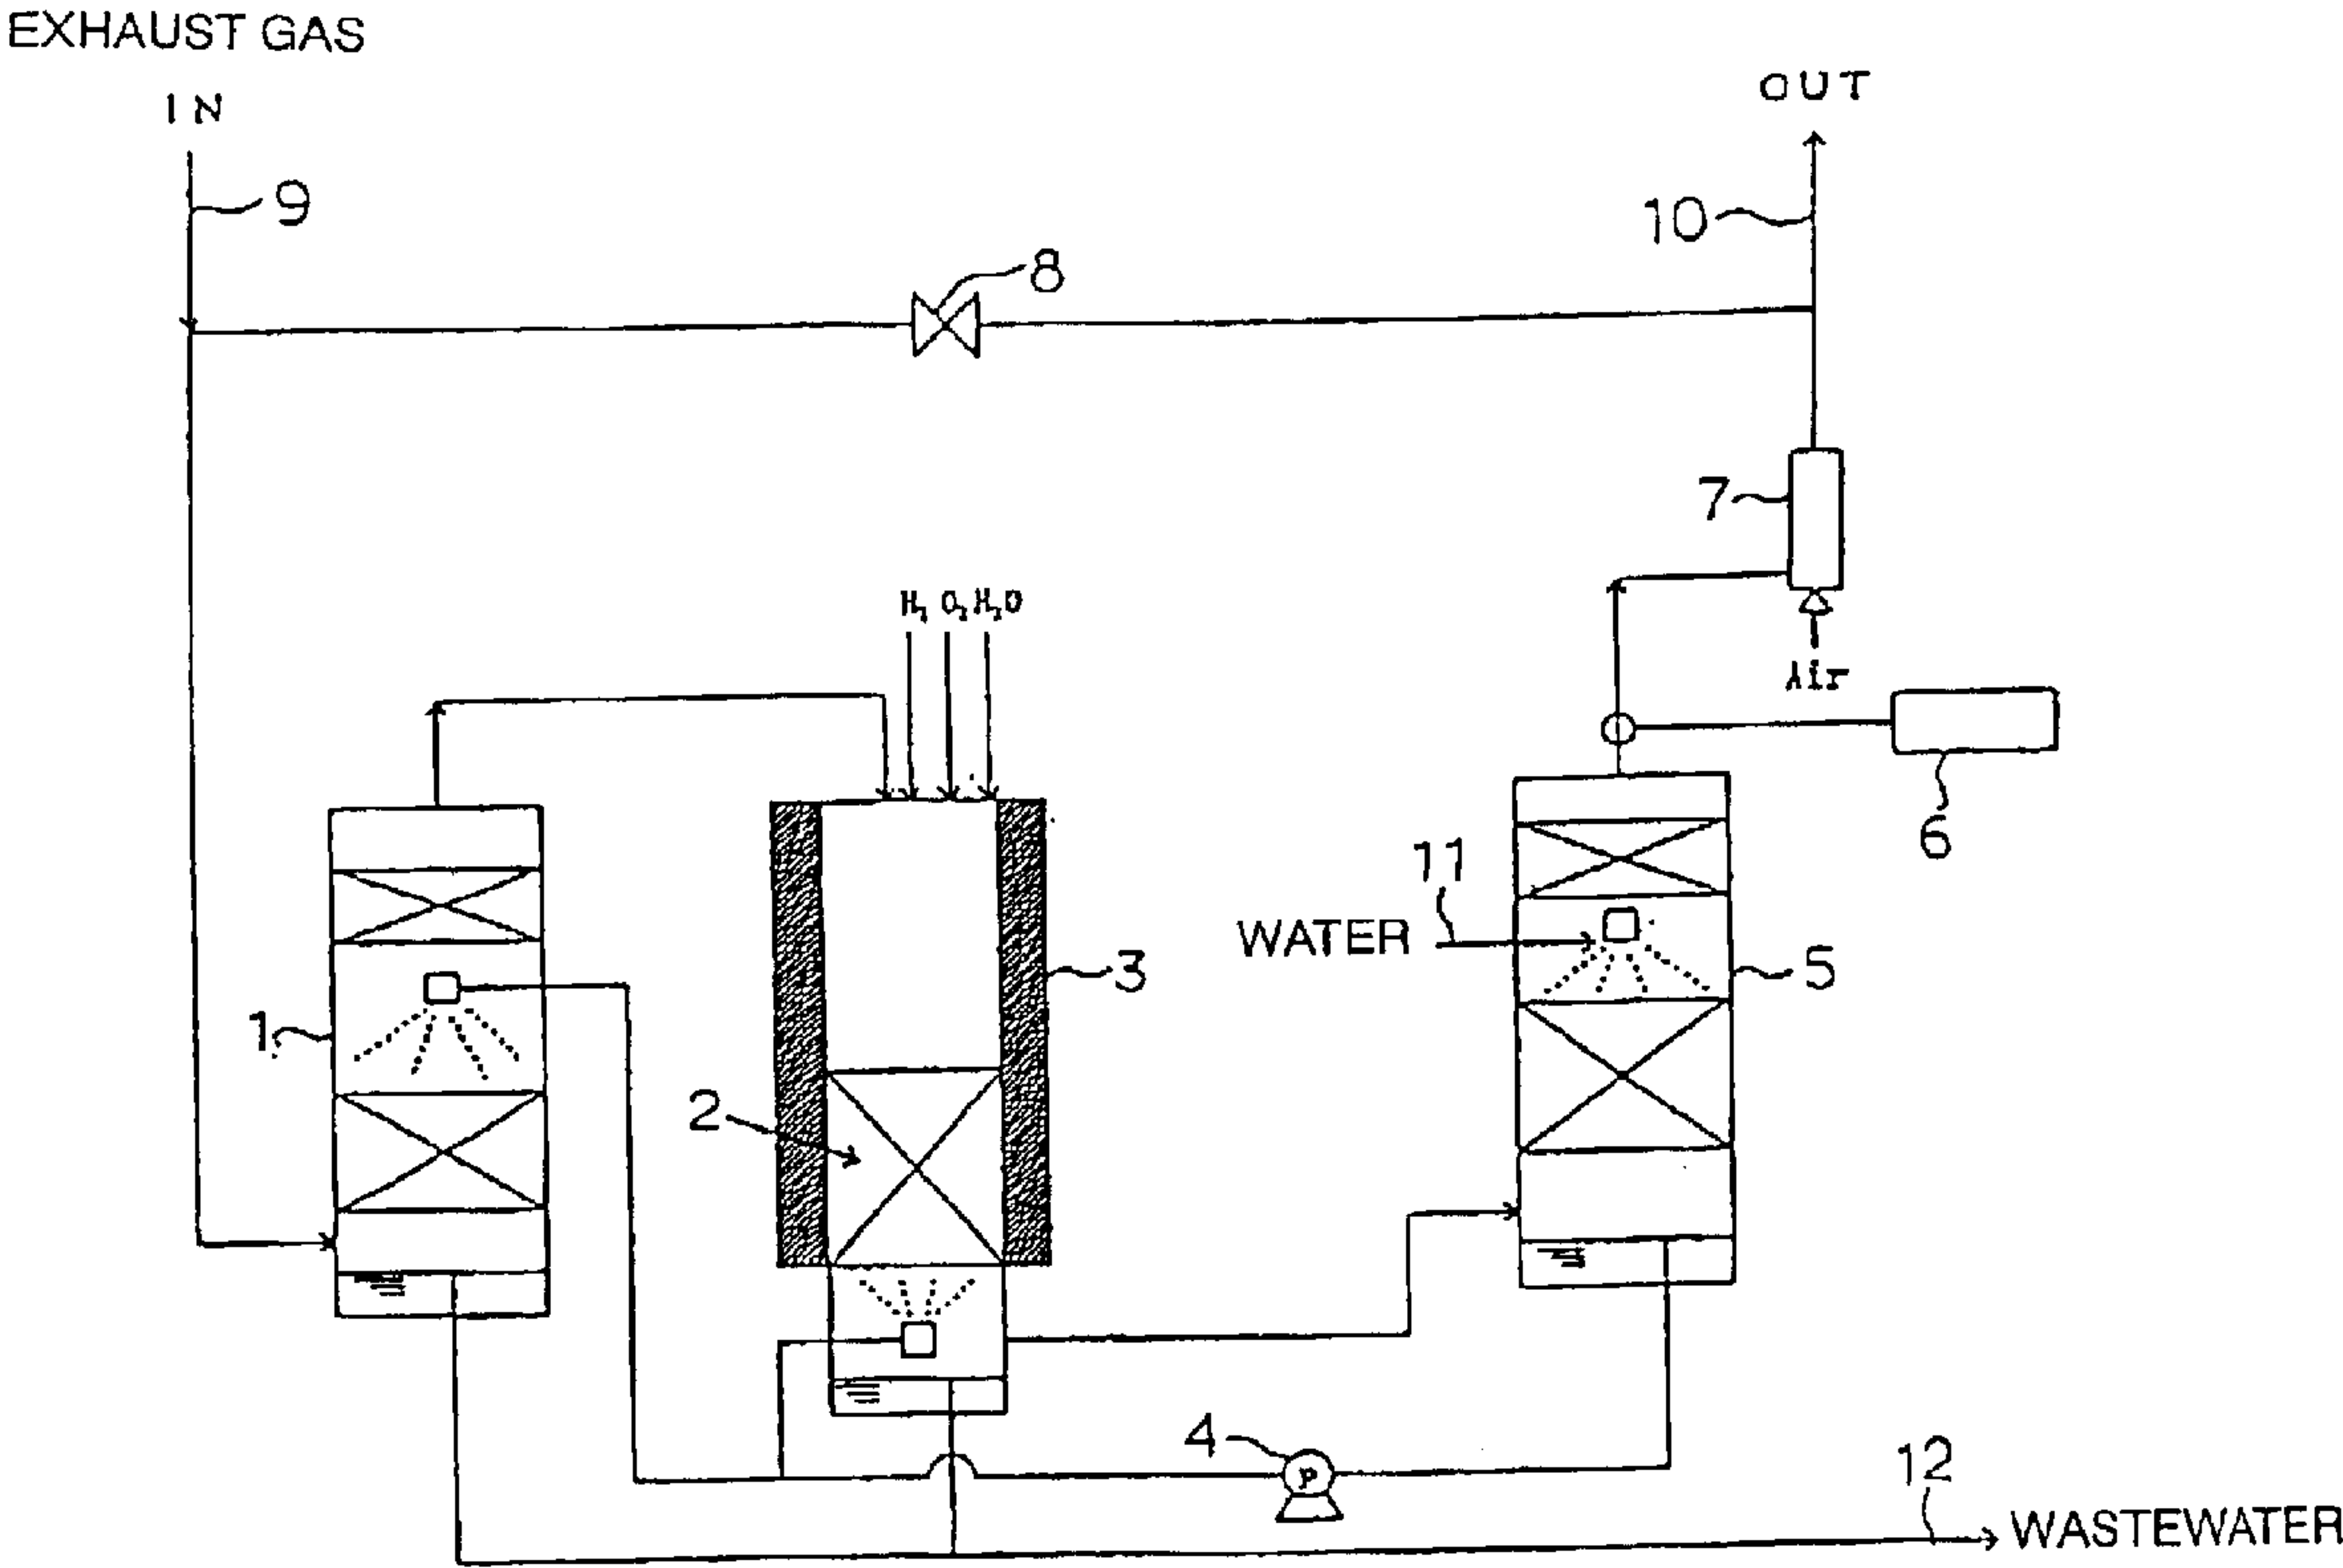 EXHAUST GAS
IN
OUT
9
10
8
7
H₂ O₂ H₂O
Air
6
11
WATER
3
5
1
2
4
P
12
WASTEWATER